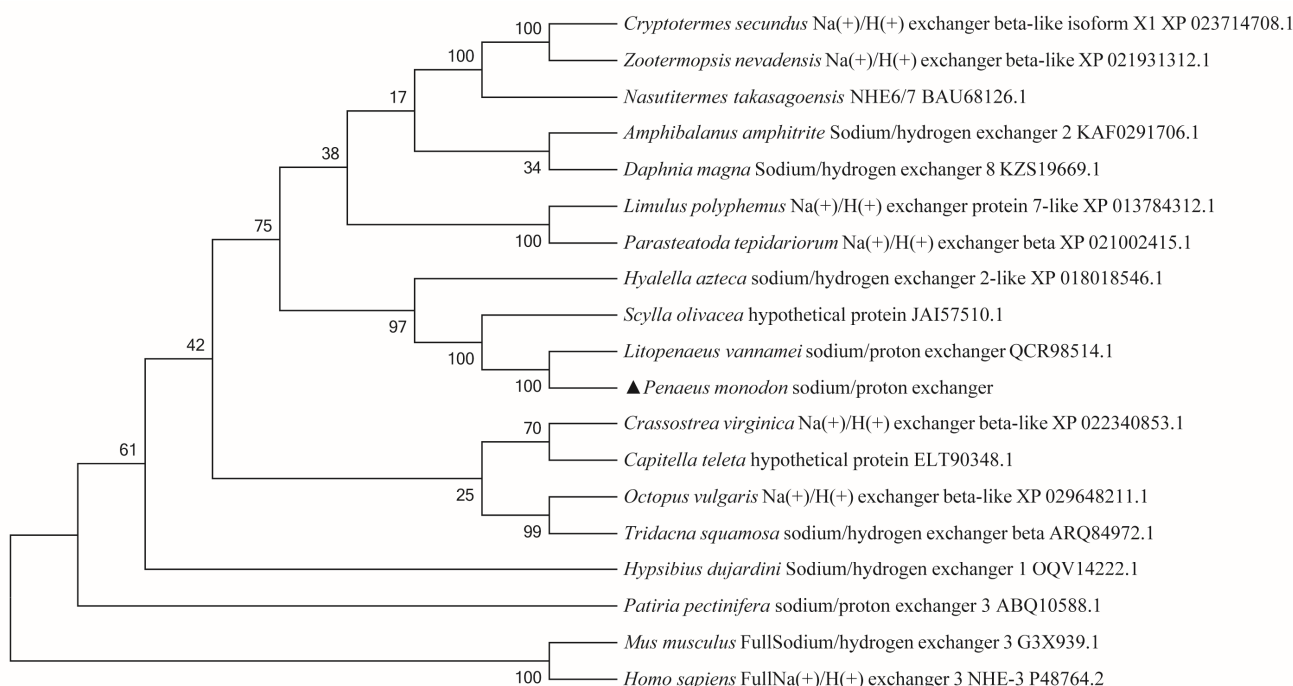 100 Cryptotermes secundus Na(+)/H(+) exchanger beta-like isoform X1 XP 023714708.1
100 Zootermopsis nevadensis Na(+)/H(+) exchanger beta-like XP 021931312.1
17 Nasutitermes takasagoensis NHE6/7 BAU68126.1
Amphibalanus amphitrite Sodium/hydrogen exchanger 2 KAF0291706.1
38
34 Daphnia magna Sodium/hydrogen exchanger 8 KZS19669.1
Limulus polyphemus Na(+)/H(+) exchanger protein 7-like XP 013784312.1
75
100 Parasteatoda tepidariorum Na(+)/H(+) exchanger beta XP 021002415.1
Hyalella azteca sodium/hydrogen exchanger 2-like XP 018018546.1
97 Scylla olivacea hypothetical protein JAI57510.1
42 100 Litopenaeus vannamei sodium/proton exchanger QCR98514.1
100 ▲Penaeus monodon sodium/proton exchanger
70 Crassostrea virginica Na(+)/H(+) exchanger beta-like XP 022340853.1
61 Capitella teleta hypothetical protein ELT90348.1
25 Octopus vulgaris Na(+)/H(+) exchanger beta-like XP 029648211.1
99 Tridacna squamosa sodium/hydrogen exchanger beta ARQ84972.1
Hypsibius dujardini Sodium/hydrogen exchanger 1 OQV14222.1
Patiria pectinifera sodium/proton exchanger 3 ABQ10588.1
Mus musculus FullSodium/hydrogen exchanger 3 G3X939.1
100 Homo sapiens FullNa(+)/H(+) exchanger 3 NHE-3 P48764.2